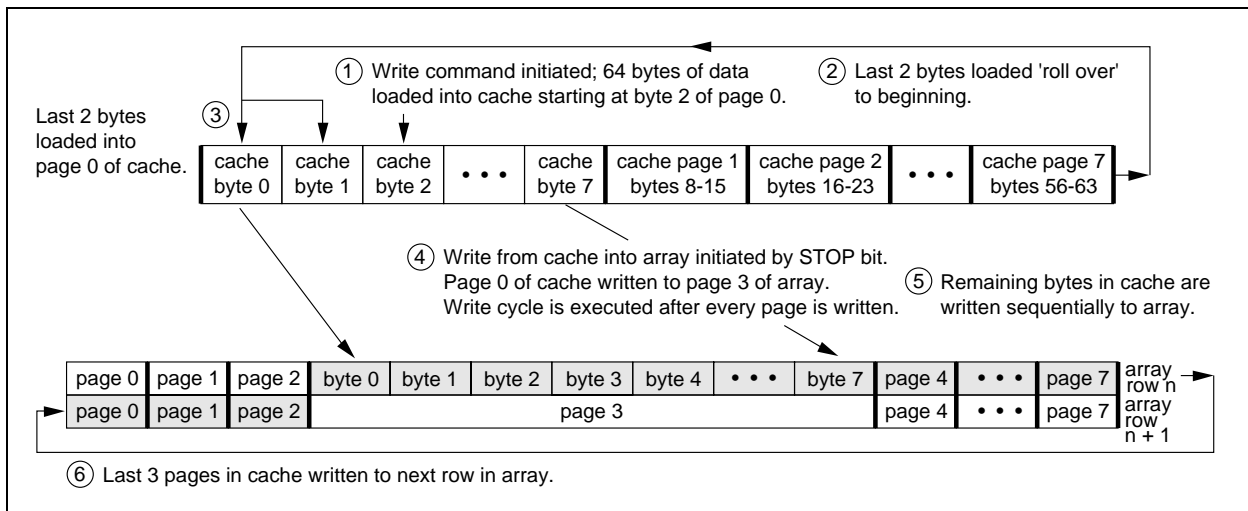 ① Write command initiated; 64 bytes of data
loaded into cache starting at byte 2 of page 0.
② Last 2 bytes loaded 'roll over'
to beginning.
③
Last 2 bytes
loaded into
page 0 of cache.
cache byte 0
cache byte 1
cache byte 2
• • •
cache byte 7
cache page 1 bytes 8-15
cache page 2 bytes 16-23
• • •
cache page 7 bytes 56-63
④ Write from cache into array initiated by STOP bit.
Page 0 of cache written to page 3 of array.
Write cycle is executed after every page is written.
⑤ Remaining bytes in cache are
written sequentially to array.
page 0 page 1 page 2 byte 0 byte 1 byte 2 byte 3 byte 4 • • • byte 7 page 4 • • • page 7 array row n
page 0 page 1 page 2 page 3 page 4 • • • page 7 array row n + 1
⑥ Last 3 pages in cache written to next row in array.